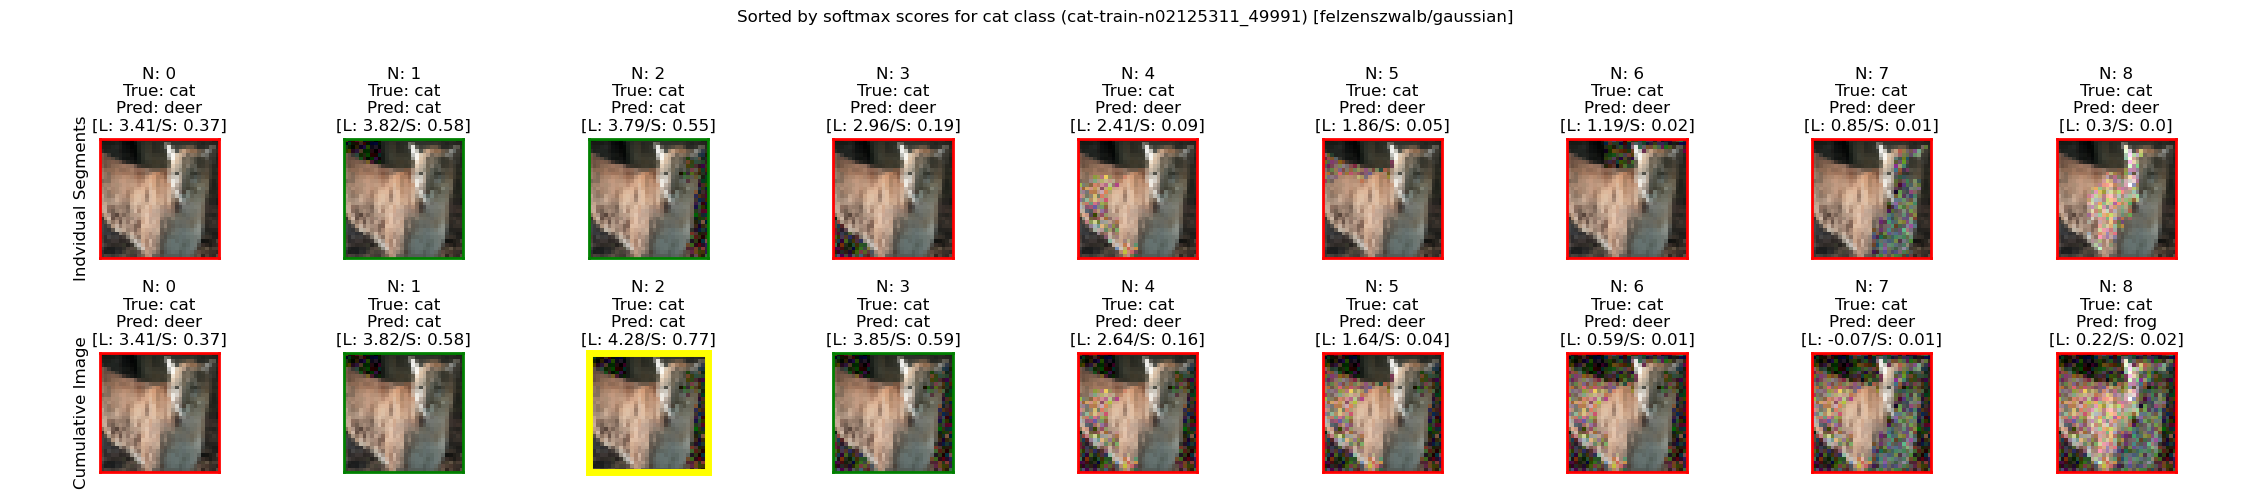 Sorted by softmax scores for cat class (cat-train-n02125311_49991) [felzenszwalb/gaussian]
Indvidual Segments
N: 0
True: cat
Pred: deer
[L: 3.41/S: 0.37]
N: 1
True: cat
Pred: cat
[L: 3.82/S: 0.58]
N: 2
True: cat
Pred: cat
[L: 3.79/S: 0.55]
N: 3
True: cat
Pred: deer
[L: 2.96/S: 0.19]
N: 4
True: cat
Pred: deer
[L: 2.41/S: 0.09]
N: 5
True: cat
Pred: deer
[L: 1.86/S: 0.05]
N: 6
True: cat
Pred: deer
[L: 1.19/S: 0.02]
N: 7
True: cat
Pred: deer
[L: 0.85/S: 0.01]
N: 8
True: cat
Pred: deer
[L: 0.3/S: 0.0]
Cumulative Image
N: 0
True: cat
Pred: deer
[L: 3.41/S: 0.37]
N: 1
True: cat
Pred: cat
[L: 3.82/S: 0.58]
N: 2
True: cat
Pred: cat
[L: 4.28/S: 0.77]
N: 3
True: cat
Pred: cat
[L: 3.85/S: 0.59]
N: 4
True: cat
Pred: deer
[L: 2.64/S: 0.16]
N: 5
True: cat
Pred: deer
[L: 1.64/S: 0.04]
N: 6
True: cat
Pred: deer
[L: 0.59/S: 0.01]
N: 7
True: cat
Pred: deer
[L: -0.07/S: 0.01]
N: 8
True: cat
Pred: frog
[L: 0.22/S: 0.02]